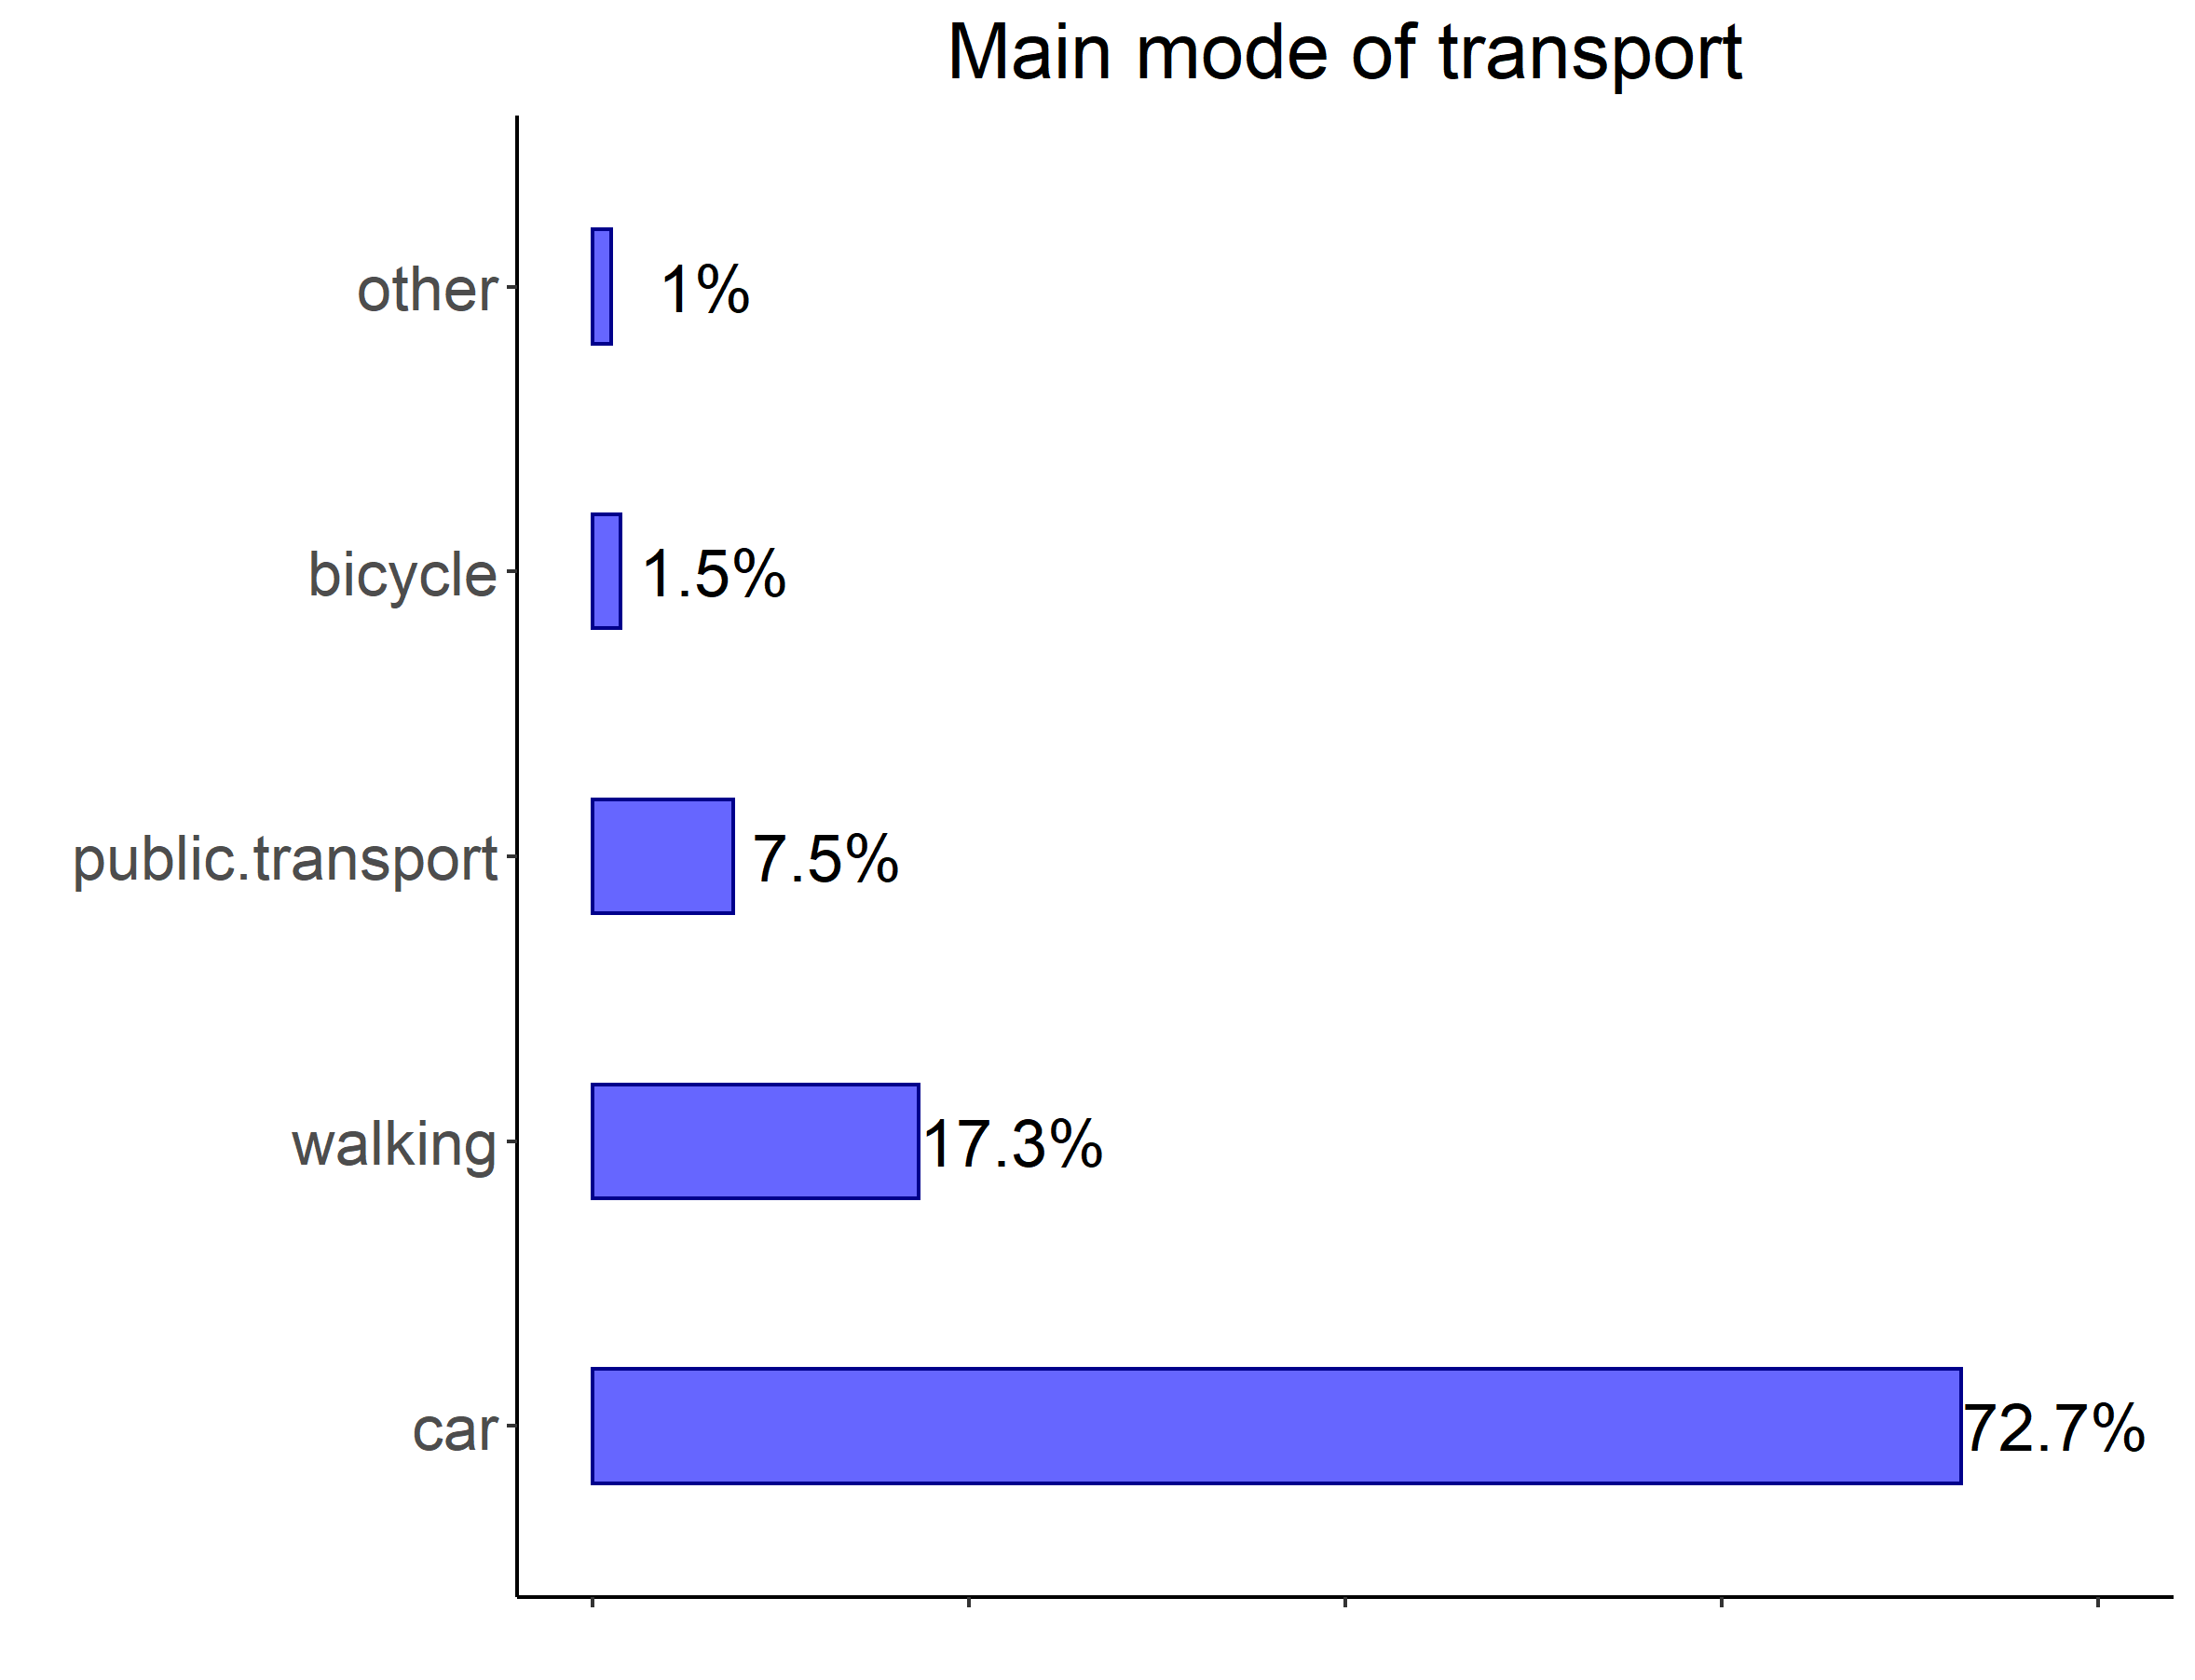 Main mode of transport
other 1%
bicycle 1.5%
public.transport 7.5%
walking 17.3%
car 72.7%